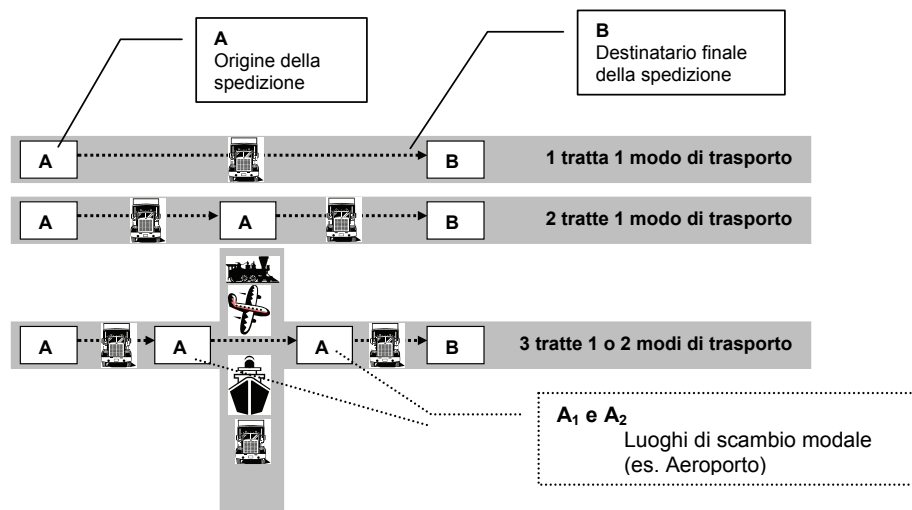 A
Origine della
spedizione
B
Destinatario finale
della spedizione
A B 1 tratta 1 modo di trasporto
A A B 2 tratte 1 modo di trasporto
A A A B 3 tratte 1 o 2 modi di trasporto
A₁ e A₂
Luoghi di scambio modale
(es. Aeroporto)